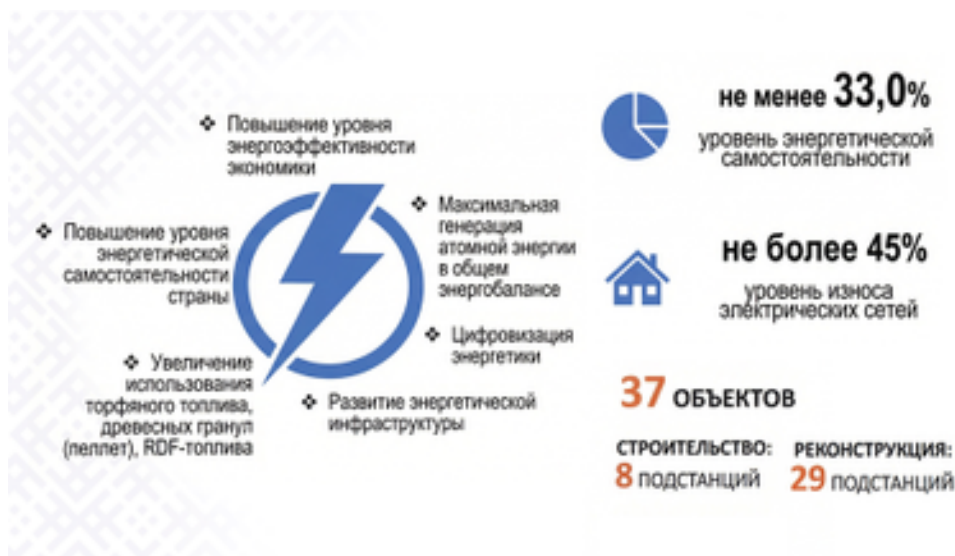 ❖ Повышение уровня
энергоэффективности
экономики
❖ Максимальная
генерация
атомной энергии
в общем
энергобалансе
❖ Цифровизация
энергетики
❖ Развитие энергетической
инфраструктуры
❖ Увеличение
использования
торфяного топлива,
древесных гранул
(пеллет), RDF-топлива
❖ Повышение уровня
энергетической
самостоятельности
страны
не менее 33,0%
уровень энергетической
самостоятельности
не более 45%
уровень износа
электрических сетей
37 ОБЪЕКТОВ
СТРОИТЕЛЬСТВО:
8 ПОДСТАНЦИЙ
РЕКОНСТРУКЦИЯ:
29 ПОДСТАНЦИЙ